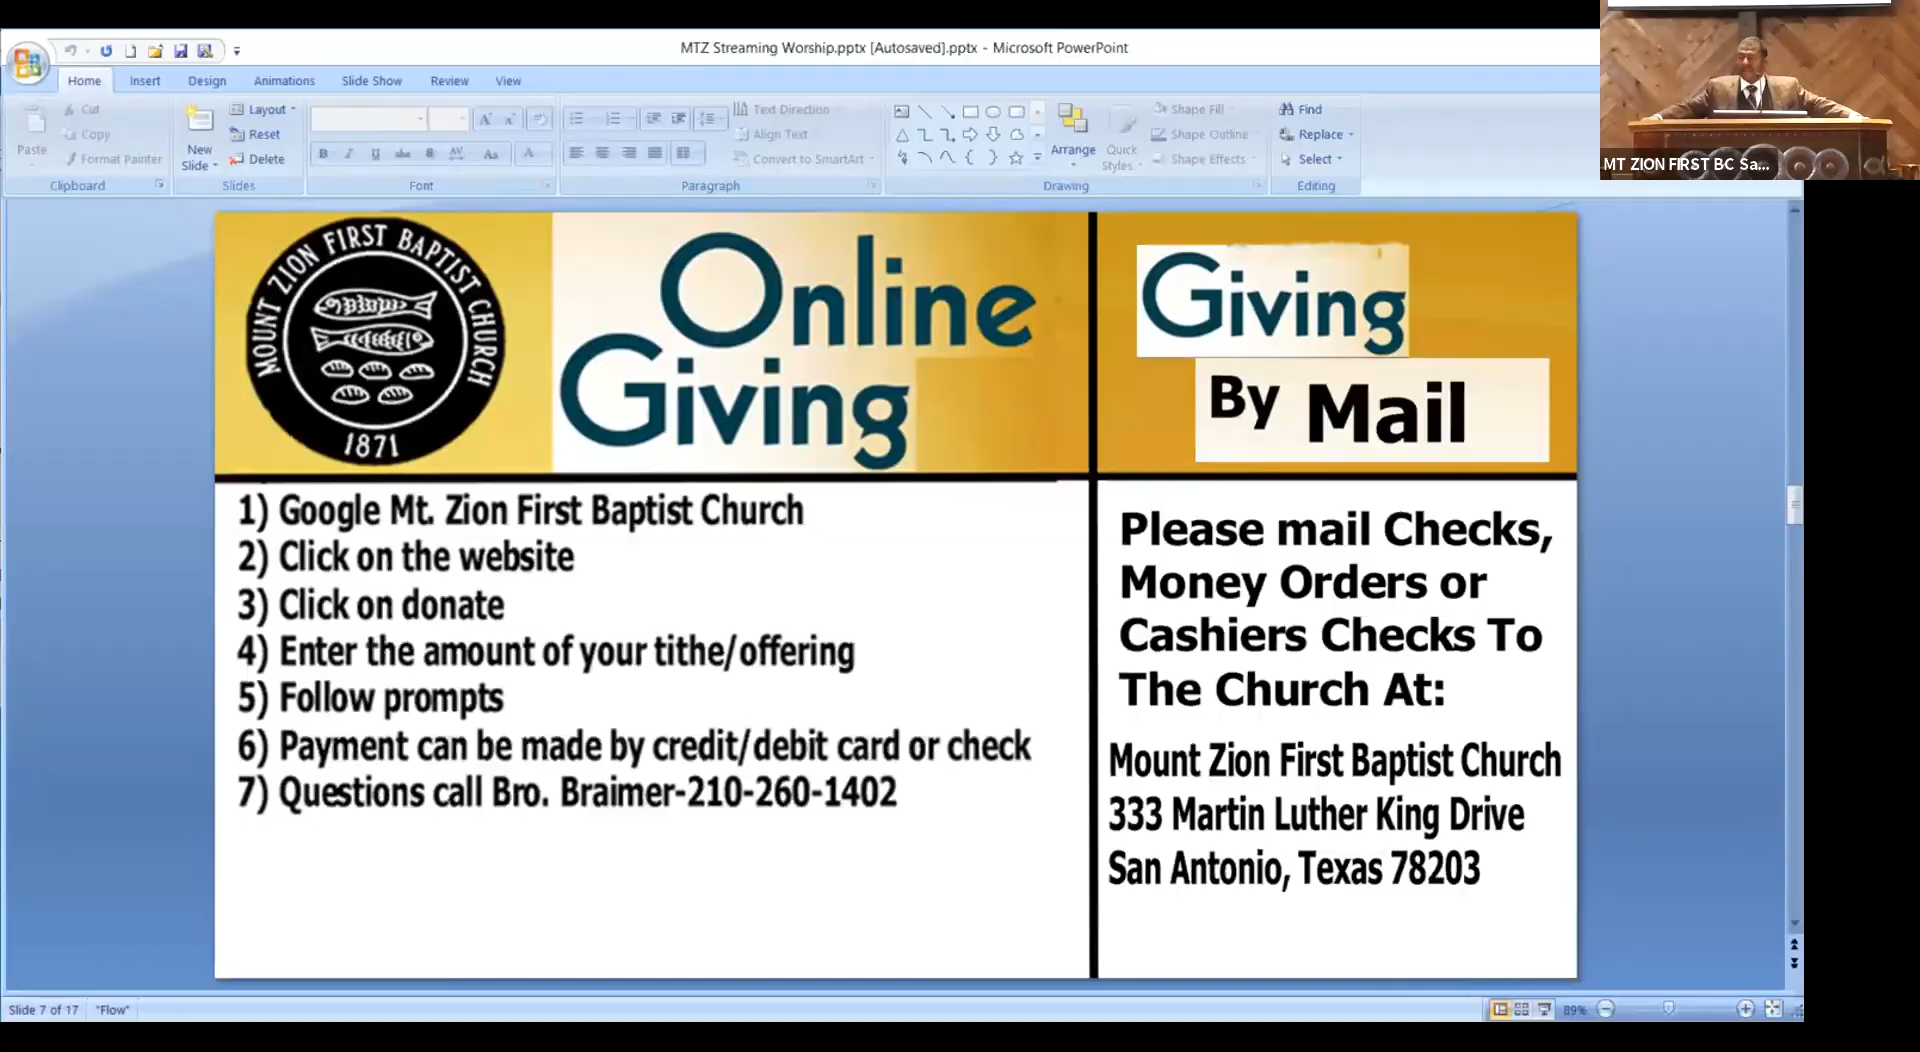 MTZ Streaming Worship.pptx [Autosaved].pptx - Microsoft PowerPoint
Home Insert Design Animations Slide Show Review View
Paste
Cut
Copy
Format Painter
Clipboard
New
Slide
Layout
Reset
Delete
Slides
Font
Text Direction
Align Text
Convert to SmartArt
Paragraph
Arrange
Quick
Styles
Shape Fill
Shape Outline
Shape Effects
Drawing
Find
Replace
Select
Editing
MT ZION FIRST BC Sa...
MOUNT ZION FIRST BAPTIST CHURCH
1871
Online
Giving
Giving
By Mail
1) Google Mt. Zion First Baptist Church
2) Click on the website
3) Click on donate
4) Enter the amount of your tithe/offering
5) Follow prompts
6) Payment can be made by credit/debit card or check
7) Questions call Bro. Braimer-210-260-1402
Please mail Checks,
Money Orders or
Cashiers Checks To
The Church At:
Mount Zion First Baptist Church
333 Martin Luther King Drive
San Antonio, Texas 78203
Slide 7 of 17 "Flow" 89%